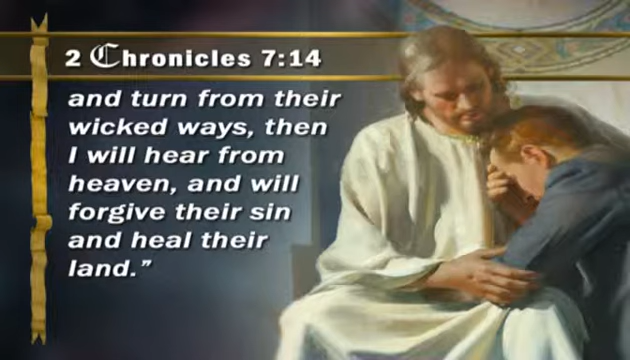 2 Chronicles 7:14
and turn from their
wicked ways, then
I will hear from
heaven, and will
forgive their sin
and heal their
land.”